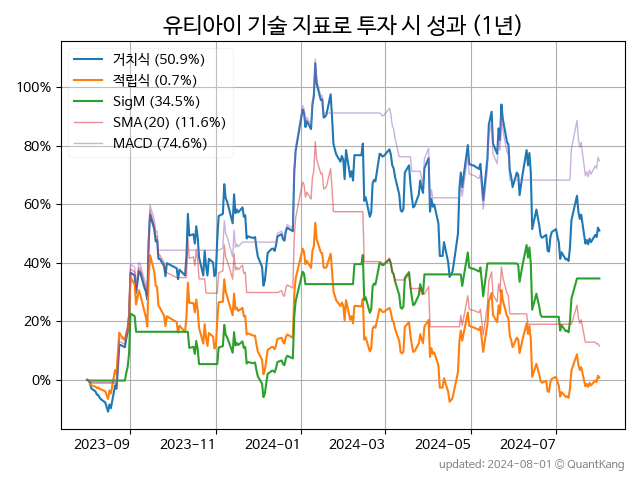 유티아이 기술 지표로 투자 시 성과 (1년)
거치식 (50.9%)
적립식 (0.7%)
SigM (34.5%)
SMA(20) (11.6%)
MACD (74.6%)
100%
80%
60%
40%
20%
0%
2023-09 2023-11 2024-01 2024-03 2024-05 2024-07
updated: 2024-08-01 © QuantKang